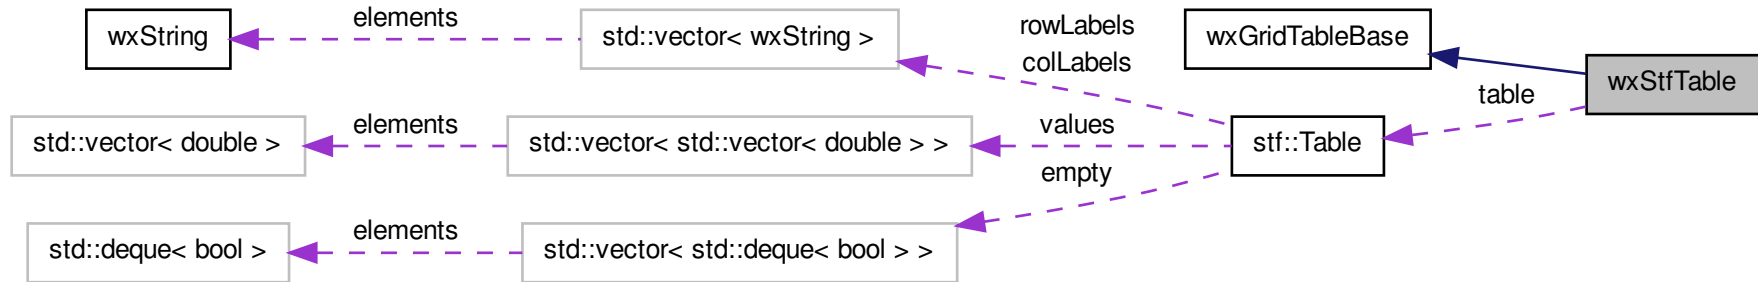 wxString
elements
std::vector< wxString >
rowLabels
colLabels
wxGridTableBase
wxStfTable
table
std::vector< double >
elements
std::vector< std::vector< double > >
values
stf::Table
empty
std::deque< bool >
elements
std::vector< std::deque< bool > >